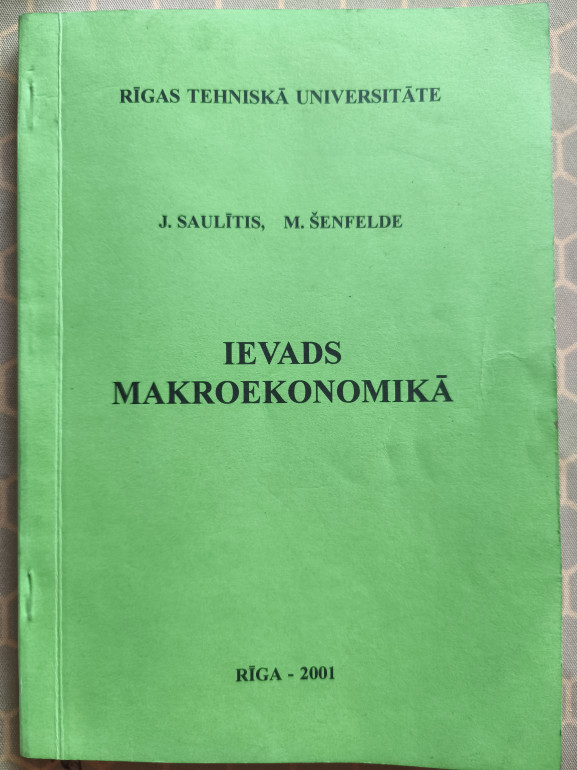 RĪGAS TEHNISKĀ UNIVERSITĀTE
J. SAULĪTIS, M. ŠENFELDE
IEVADS
MAKROEKONOMIKĀ
RĪGA - 2001